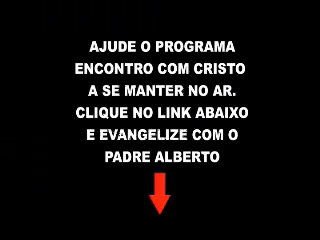 AJUDE O PROGRAMA
ENCONTRO COM CRISTO
A SE MANTER NO AR.
CLIQUE NO LINK ABAIXO
E EVANGELIZE COM O
PADRE ALBERTO